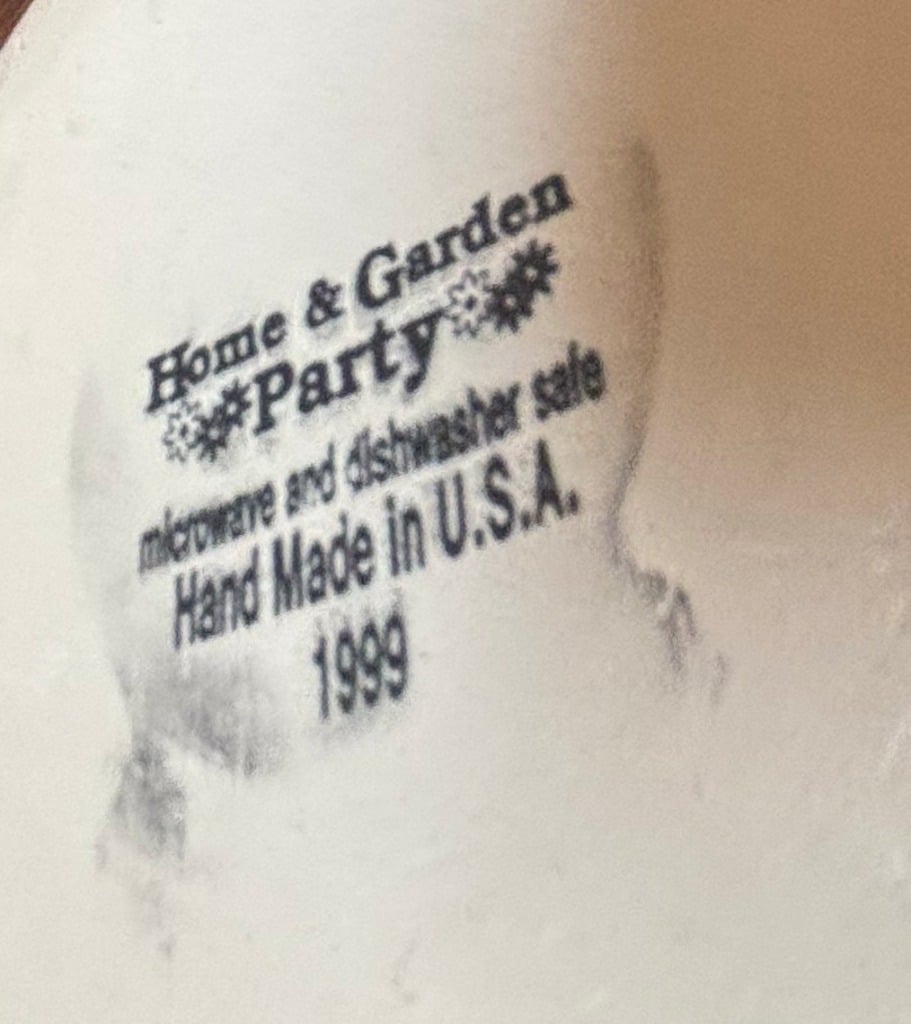 Home & Garden
Party
microwave and dishwasher safe
Hand Made in U.S.A.
1999